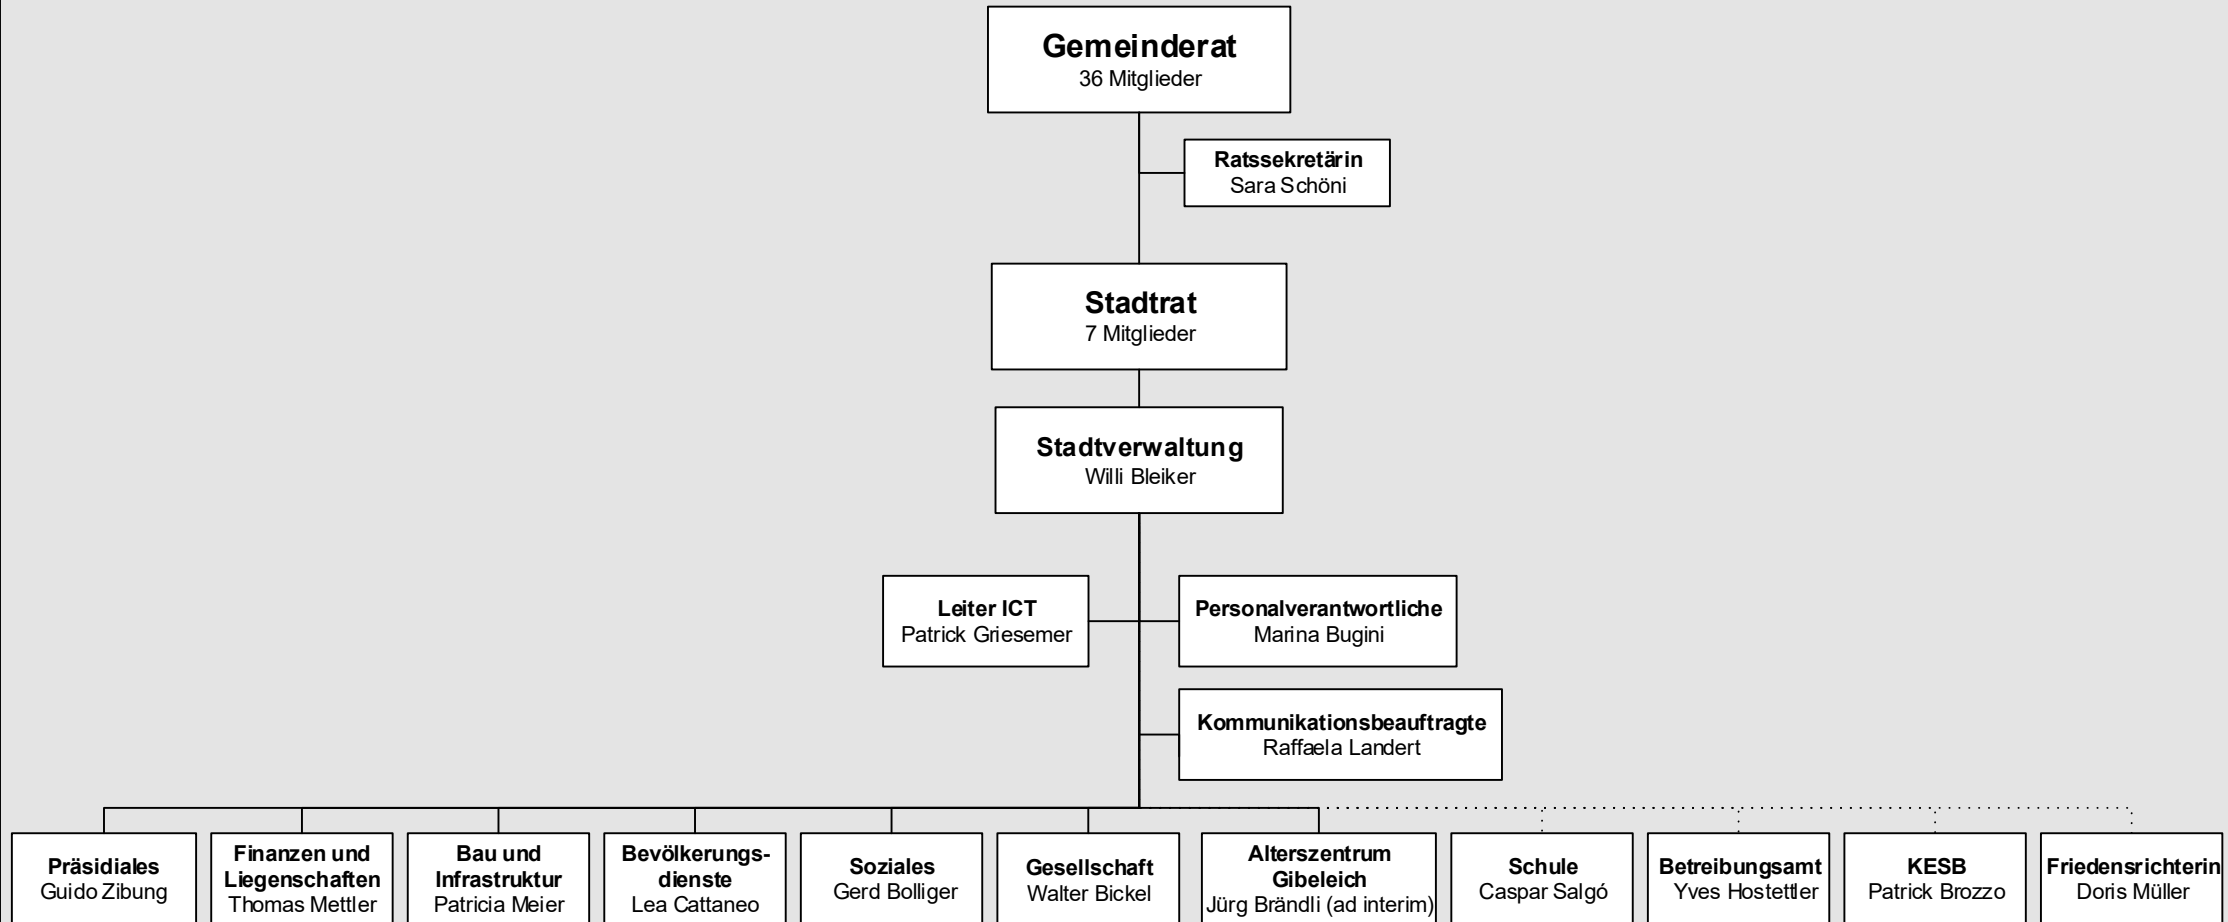 Gemeinderat
36 Mitglieder
Ratssekretärin
Sara Schöni
Stadtrat
7 Mitglieder
Stadtverwaltung
Willi Bleiker
Leiter ICT
Patrick Griesemer
Personalverantwortliche
Marina Bugini
Kommunikationsbeauftragte
Raffaela Landert
Präsidiales
Guido Zibung
Finanzen und
Liegenschaften
Thomas Mettler
Bau und
Infrastruktur
Patricia Meier
Bevölkerungs-
dienste
Lea Cattaneo
Soziales
Gerd Bolliger
Gesellschaft
Walter Bickel
Alterszentrum
Gibeleich
Jürg Brändli (ad interim)
Schule
Caspar Salgó
Betreibungsamt
Yves Hostettler
KESB
Patrick Brozzo
Friedensrichterin
Doris Müller